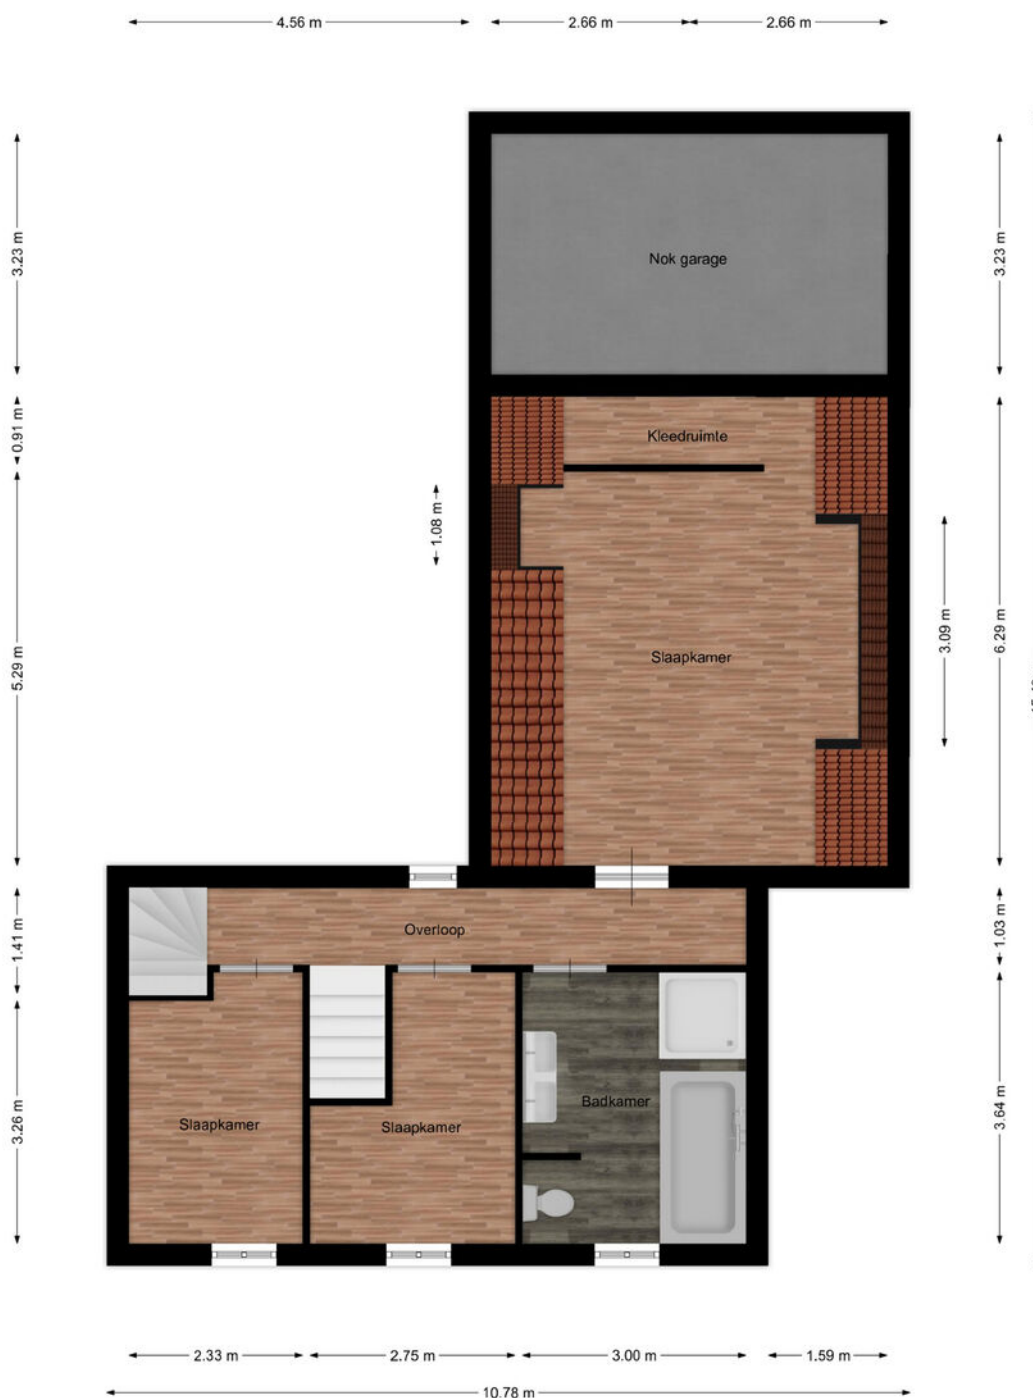 4.56 m
2.66 m
2.66 m
3.23 m
3.23 m
Nok garage
0.91 m
Kleedruimte
1.08 m
5.29 m
Slaapkamer
3.09 m
6.29 m
1.41 m
Overloop
1.03 m
3.26 m
Slaapkamer
Slaapkamer
Badkamer
3.64 m
2.33 m
2.75 m
3.00 m
1.59 m
10.78 m